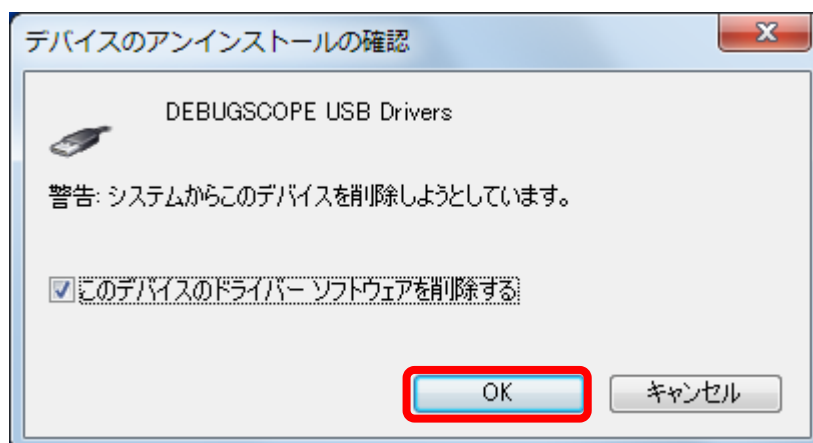 デバイスのアンインストールの確認
DEBUGSCOPE USB Drivers
警告: システムからこのデバイスを削除しようとしています。
このデバイスのドライバー ソフトウェアを削除する
OK
キャンセル